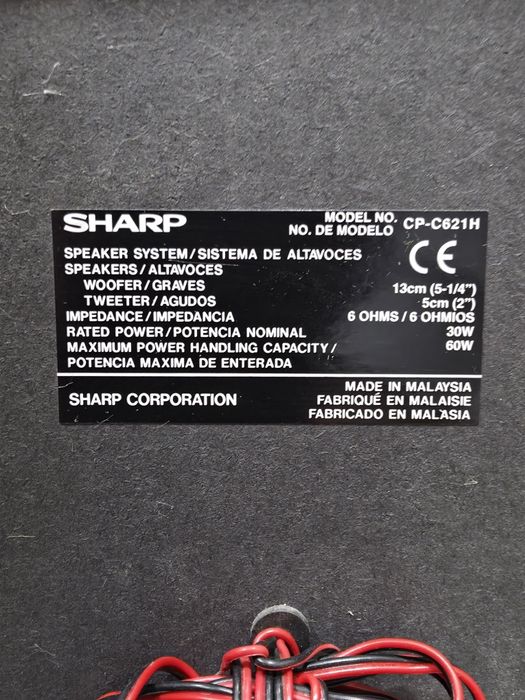 SHARP
MODEL NO.
NO. DE MODELO CP-C621H
SPEAKER SYSTEM/SISTEMA DE ALTAVOCES
CE
SPEAKERS/ALTAVOCES
WOOFER/GRAVES 13cm (5-1/4")
TWEETER/AGUDOS 5cm (2")
IMPEDANCE/IMPEDANCIA 6 OHMS/6 OHMIOS
RATED POWER/POTENCIA NOMINAL 30W
MAXIMUM POWER HANDLING CAPACITY/ 60W
POTENCIA MAXIMA DE ENTERADA
SHARP CORPORATION
MADE IN MALAYSIA
FABRIQUÉ EN MALAISIE
FABRICADO EN MALASIA